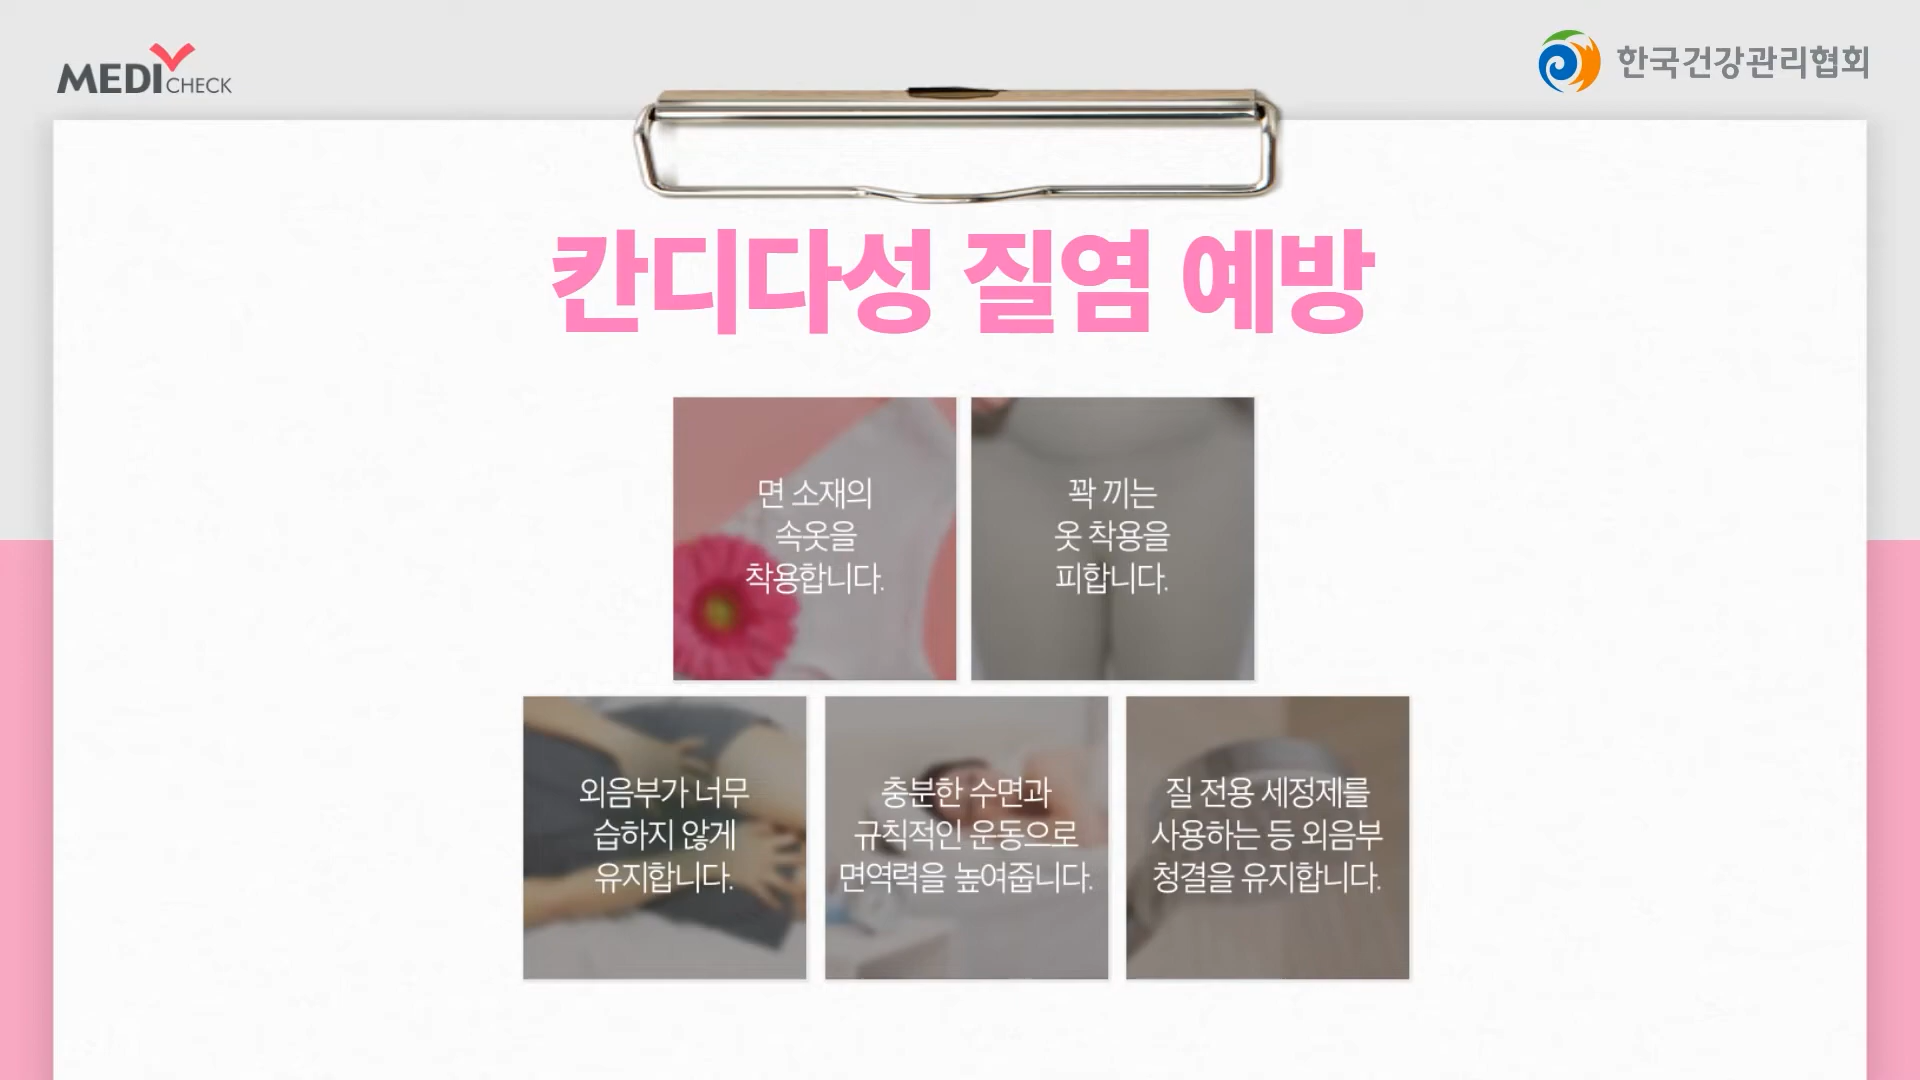 MEDICHECK
한국건강관리협회
칸디다성 질염 예방
면 소재의
속옷을
착용합니다.
꽉 끼는
옷 착용을
피합니다.
외음부가 너무
습하지 않게
유지합니다.
충분한 수면과
규칙적인 운동으로
면역력을 높여줍니다.
질 전용 세정제를
사용하는 등 외음부
청결을 유지합니다.